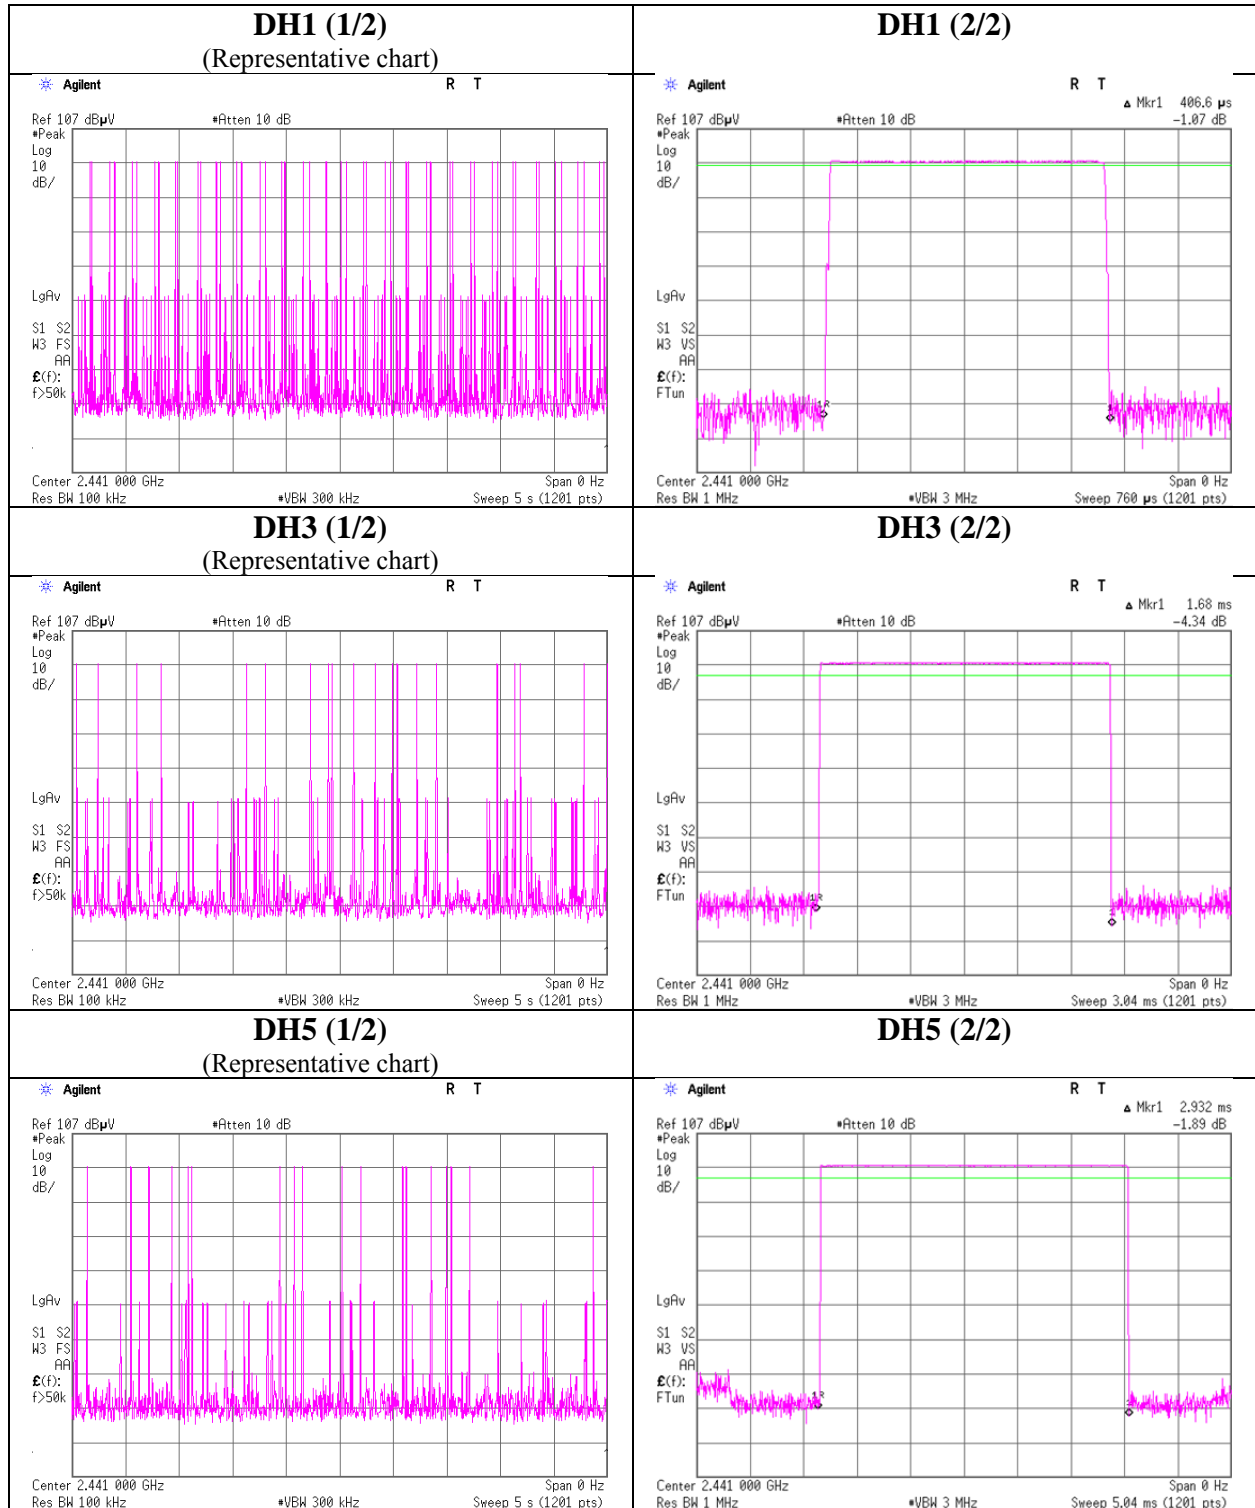 DH1 (1/2)
(Representative chart)
Agilent
R T
Ref 107 dBµV
#Atten 10 dB
#Peak
Log
10
dB/
LgAv
S1 S2
W3 FS
AA
£(f):
f>50k
Center 2.441 000 GHz
Span 0 Hz
Res BW 100 kHz
#VBW 300 kHz
Sweep 5 s (1201 pts)
DH1 (2/2)
Agilent
R T
Δ Mkr1 406.6 µs
Ref 107 dBµV
#Atten 10 dB
-1.07 dB
#Peak
Log
10
dB/
LgAv
S1 S2
W3 VS
AA
£(f):
FTun
1R
1
Center 2.441 000 GHz
Span 0 Hz
Res BW 1 MHz
#VBW 3 MHz
Sweep 760 µs (1201 pts)
DH3 (1/2)
(Representative chart)
Agilent
R T
Ref 107 dBµV
#Atten 10 dB
#Peak
Log
10
dB/
LgAv
S1 S2
W3 FS
AA
£(f):
f>50k
Center 2.441 000 GHz
Span 0 Hz
Res BW 100 kHz
#VBW 300 kHz
Sweep 5 s (1201 pts)
DH3 (2/2)
Agilent
R T
Δ Mkr1 1.68 ms
Ref 107 dBµV
#Atten 10 dB
-4.34 dB
#Peak
Log
10
dB/
LgAv
S1 S2
W3 VS
AA
£(f):
FTun
1R
Center 2.441 000 GHz
Span 0 Hz
Res BW 1 MHz
#VBW 3 MHz
Sweep 3.04 ms (1201 pts)
DH5 (1/2)
(Representative chart)
Agilent
R T
Ref 107 dBµV
#Atten 10 dB
#Peak
Log
10
dB/
LgAv
S1 S2
W3 FS
AA
£(f):
f>50k
Center 2.441 000 GHz
Span 0 Hz
Res BW 100 kHz
#VBW 300 kHz
Sweep 5 s (1201 pts)
DH5 (2/2)
Agilent
R T
Δ Mkr1 2.932 ms
Ref 107 dBµV
#Atten 10 dB
-1.89 dB
#Peak
Log
10
dB/
LgAv
S1 S2
W3 VS
AA
£(f):
FTun
1R
Center 2.441 000 GHz
Span 0 Hz
Res BW 1 MHz
#VBW 3 MHz
Sweep 5.04 ms (1201 pts)